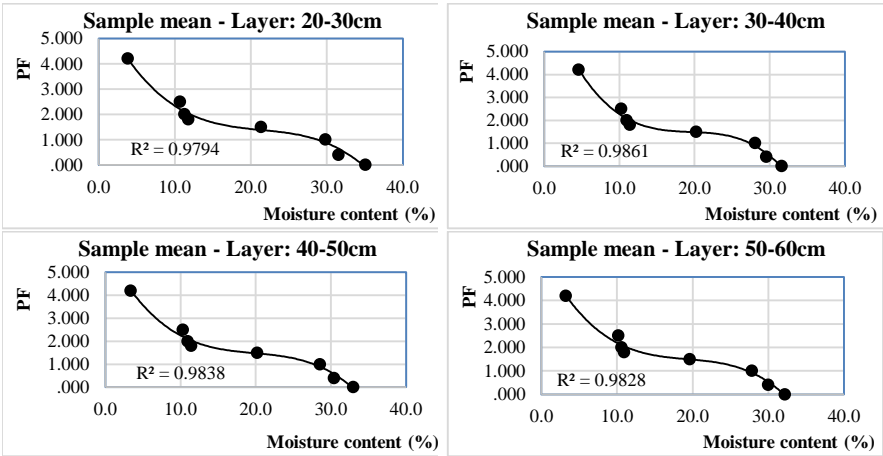 Sample mean - Layer: 20-30cm
PF
5.000
4.000
3.000
2.000
1.000
.000
R² = 0.9794
0.0 10.0 20.0 30.0 40.0
Moisture content (%)
Sample mean - Layer: 30-40cm
PF
5.000
4.000
3.000
2.000
1.000
.000
R² = 0.9861
0.0 10.0 20.0 30.0 40.0
Moisture content (%)
Sample mean - Layer: 40-50cm
PF
5.000
4.000
3.000
2.000
1.000
.000
R² = 0.9838
0.0 10.0 20.0 30.0 40.0
Moisture content (%)
Sample mean - Layer: 50-60cm
PF
5.000
4.000
3.000
2.000
1.000
.000
R² = 0.9828
0.0 10.0 20.0 30.0 40.0
Moisture content (%)